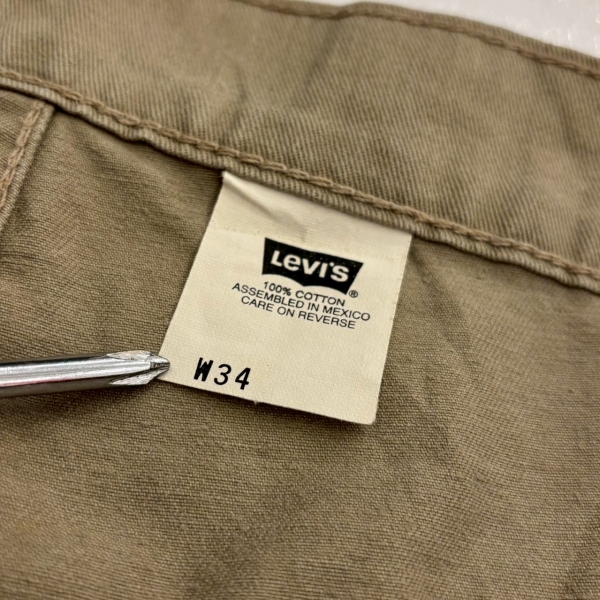 Levi's®
100% COTTON
ASSEMBLED IN MEXICO
CARE ON REVERSE
W34